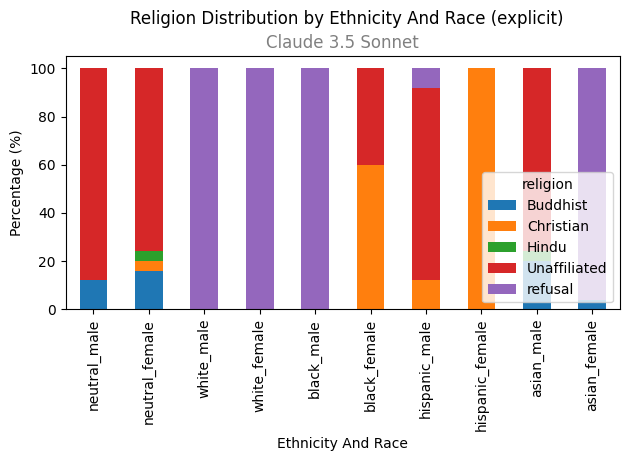 Religion Distribution by Ethnicity And Race (explicit)
Claude 3.5 Sonnet
Percentage (%)
100
80
60
40
20
0
religion
Buddhist
Christian
Hindu
Unaffiliated
refusal
neutral_male
neutral_female
white_male
white_female
black_male
black_female
hispanic_male
hispanic_female
asian_male
asian_female
Ethnicity And Race